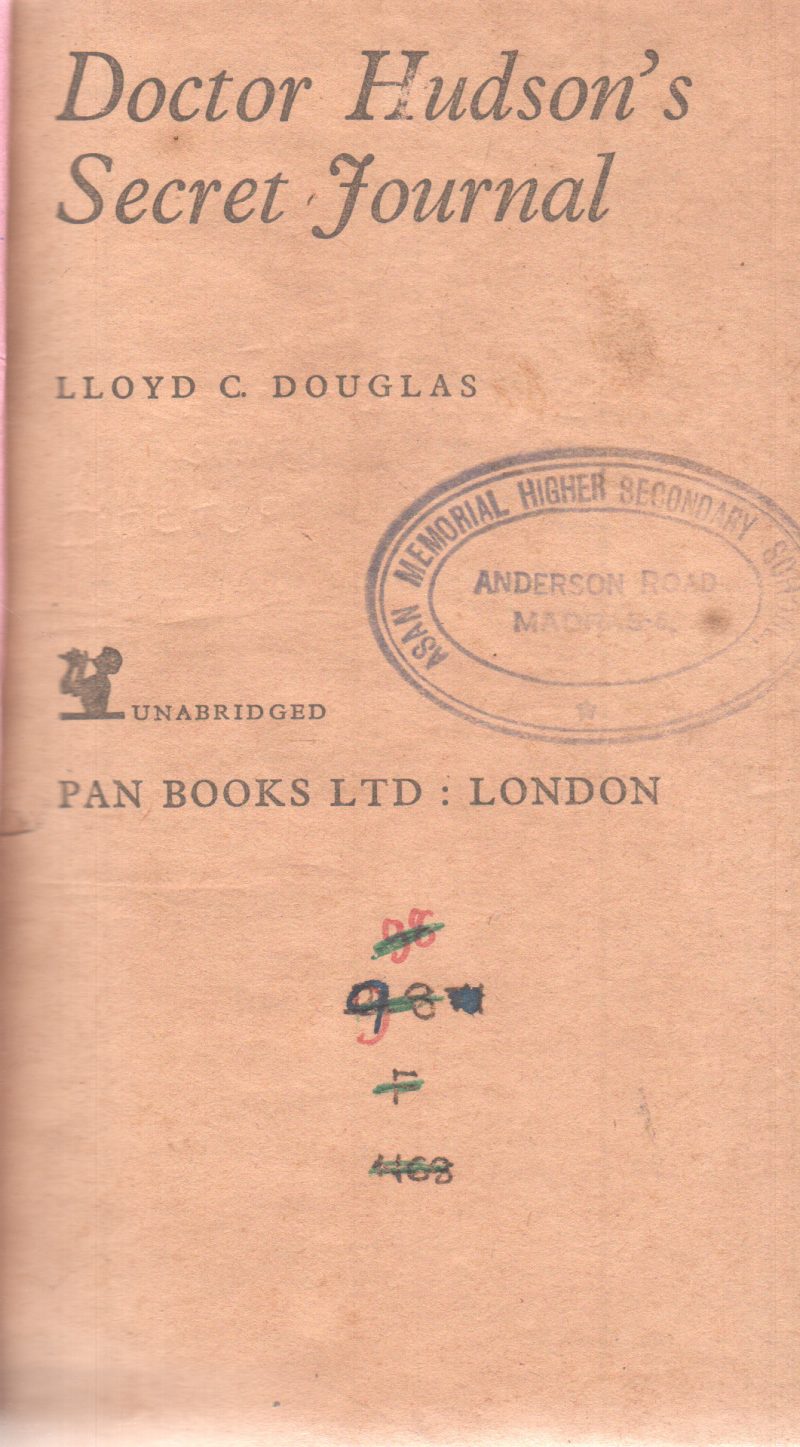 Doctor Hudson's
Secret Journal
LLOYD C. DOUGLAS
ASAN MEMORIAL HIGHER SECONDARY SCHOOL
ANDERSON ROAD
MADRAS-6.
UNABRIDGED
PAN BOOKS LTD : LONDON